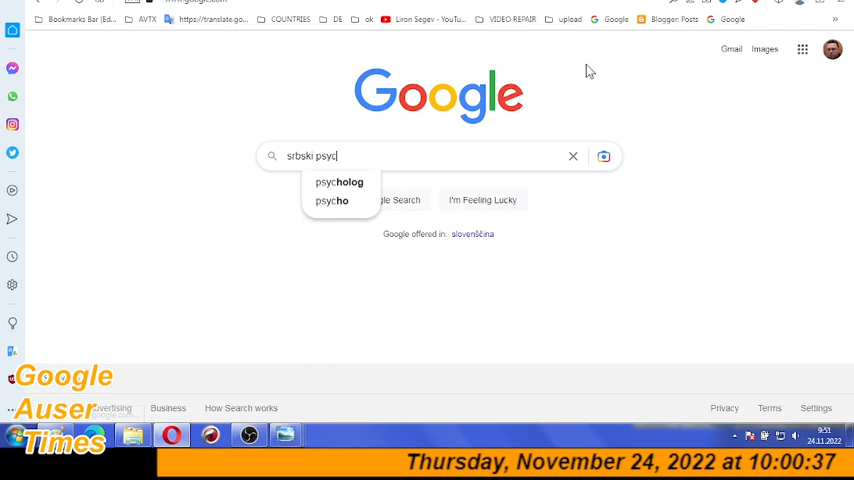 Bookmarks Bar (Ed...
AVTX
https://translate.go...
COUNTRIES
DE
ok
Liron Segev - YouTu...
VIDEO REPAIR
upload
Google
Blogger: Posts
Google
Gmail
Images
Google
srbski psyc
psycholog
psycho
gle Search
I'm Feeling Lucky
Google offered in: slovenščina
Google
Auser
Times
dvertising
Business
How Search works
Privacy
Terms
Settings
google.com...
9:51
24.11.2022
Thursday, November 24, 2022 at 10:00:37